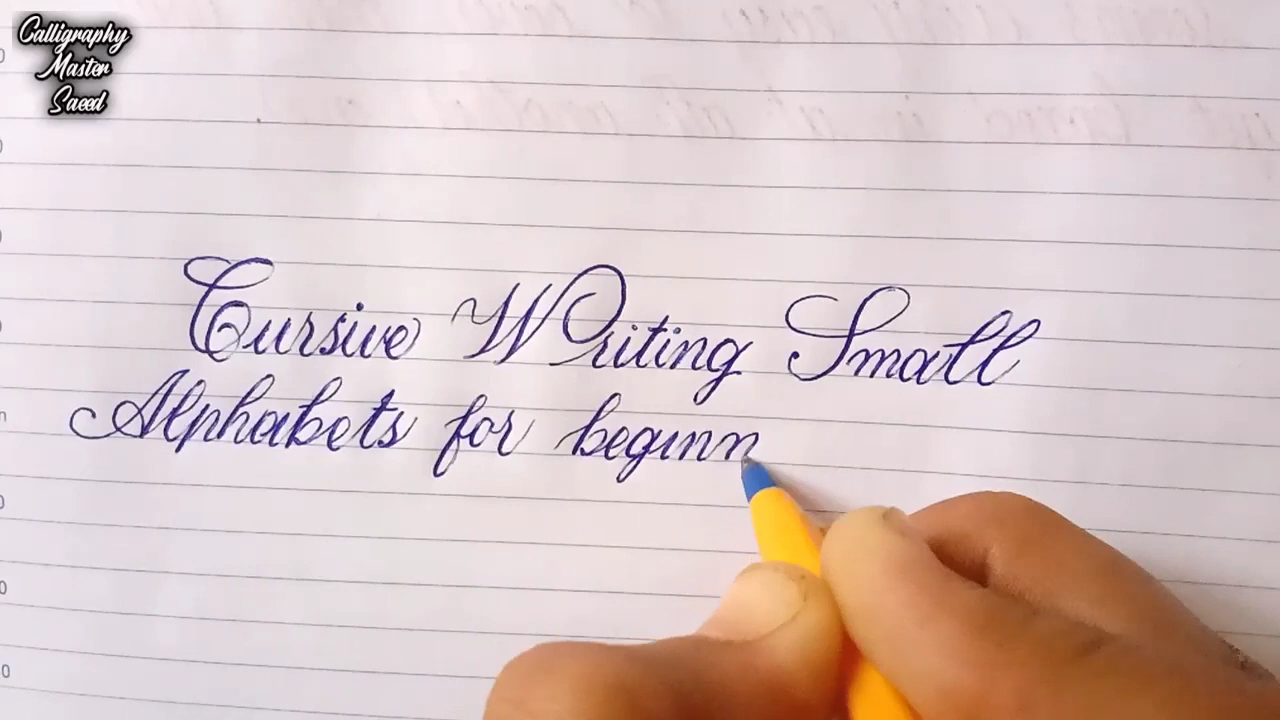 Calligraphy
Master
Saeed
Cursive Writing Small
Alphabets for beginn